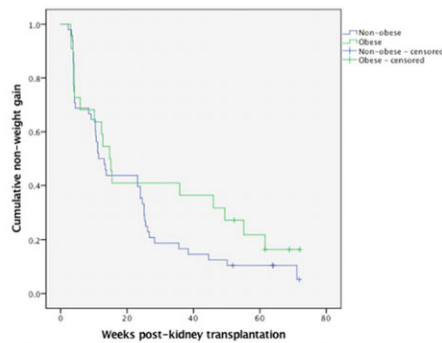 Non-obese
Obese
Non-obese - censored
Obese - censored
Cumulative non-weight gain
1.0
0.8
0.6
0.4
0.2
0.0
0
20
40
60
80
Weeks post-kidney transplantation